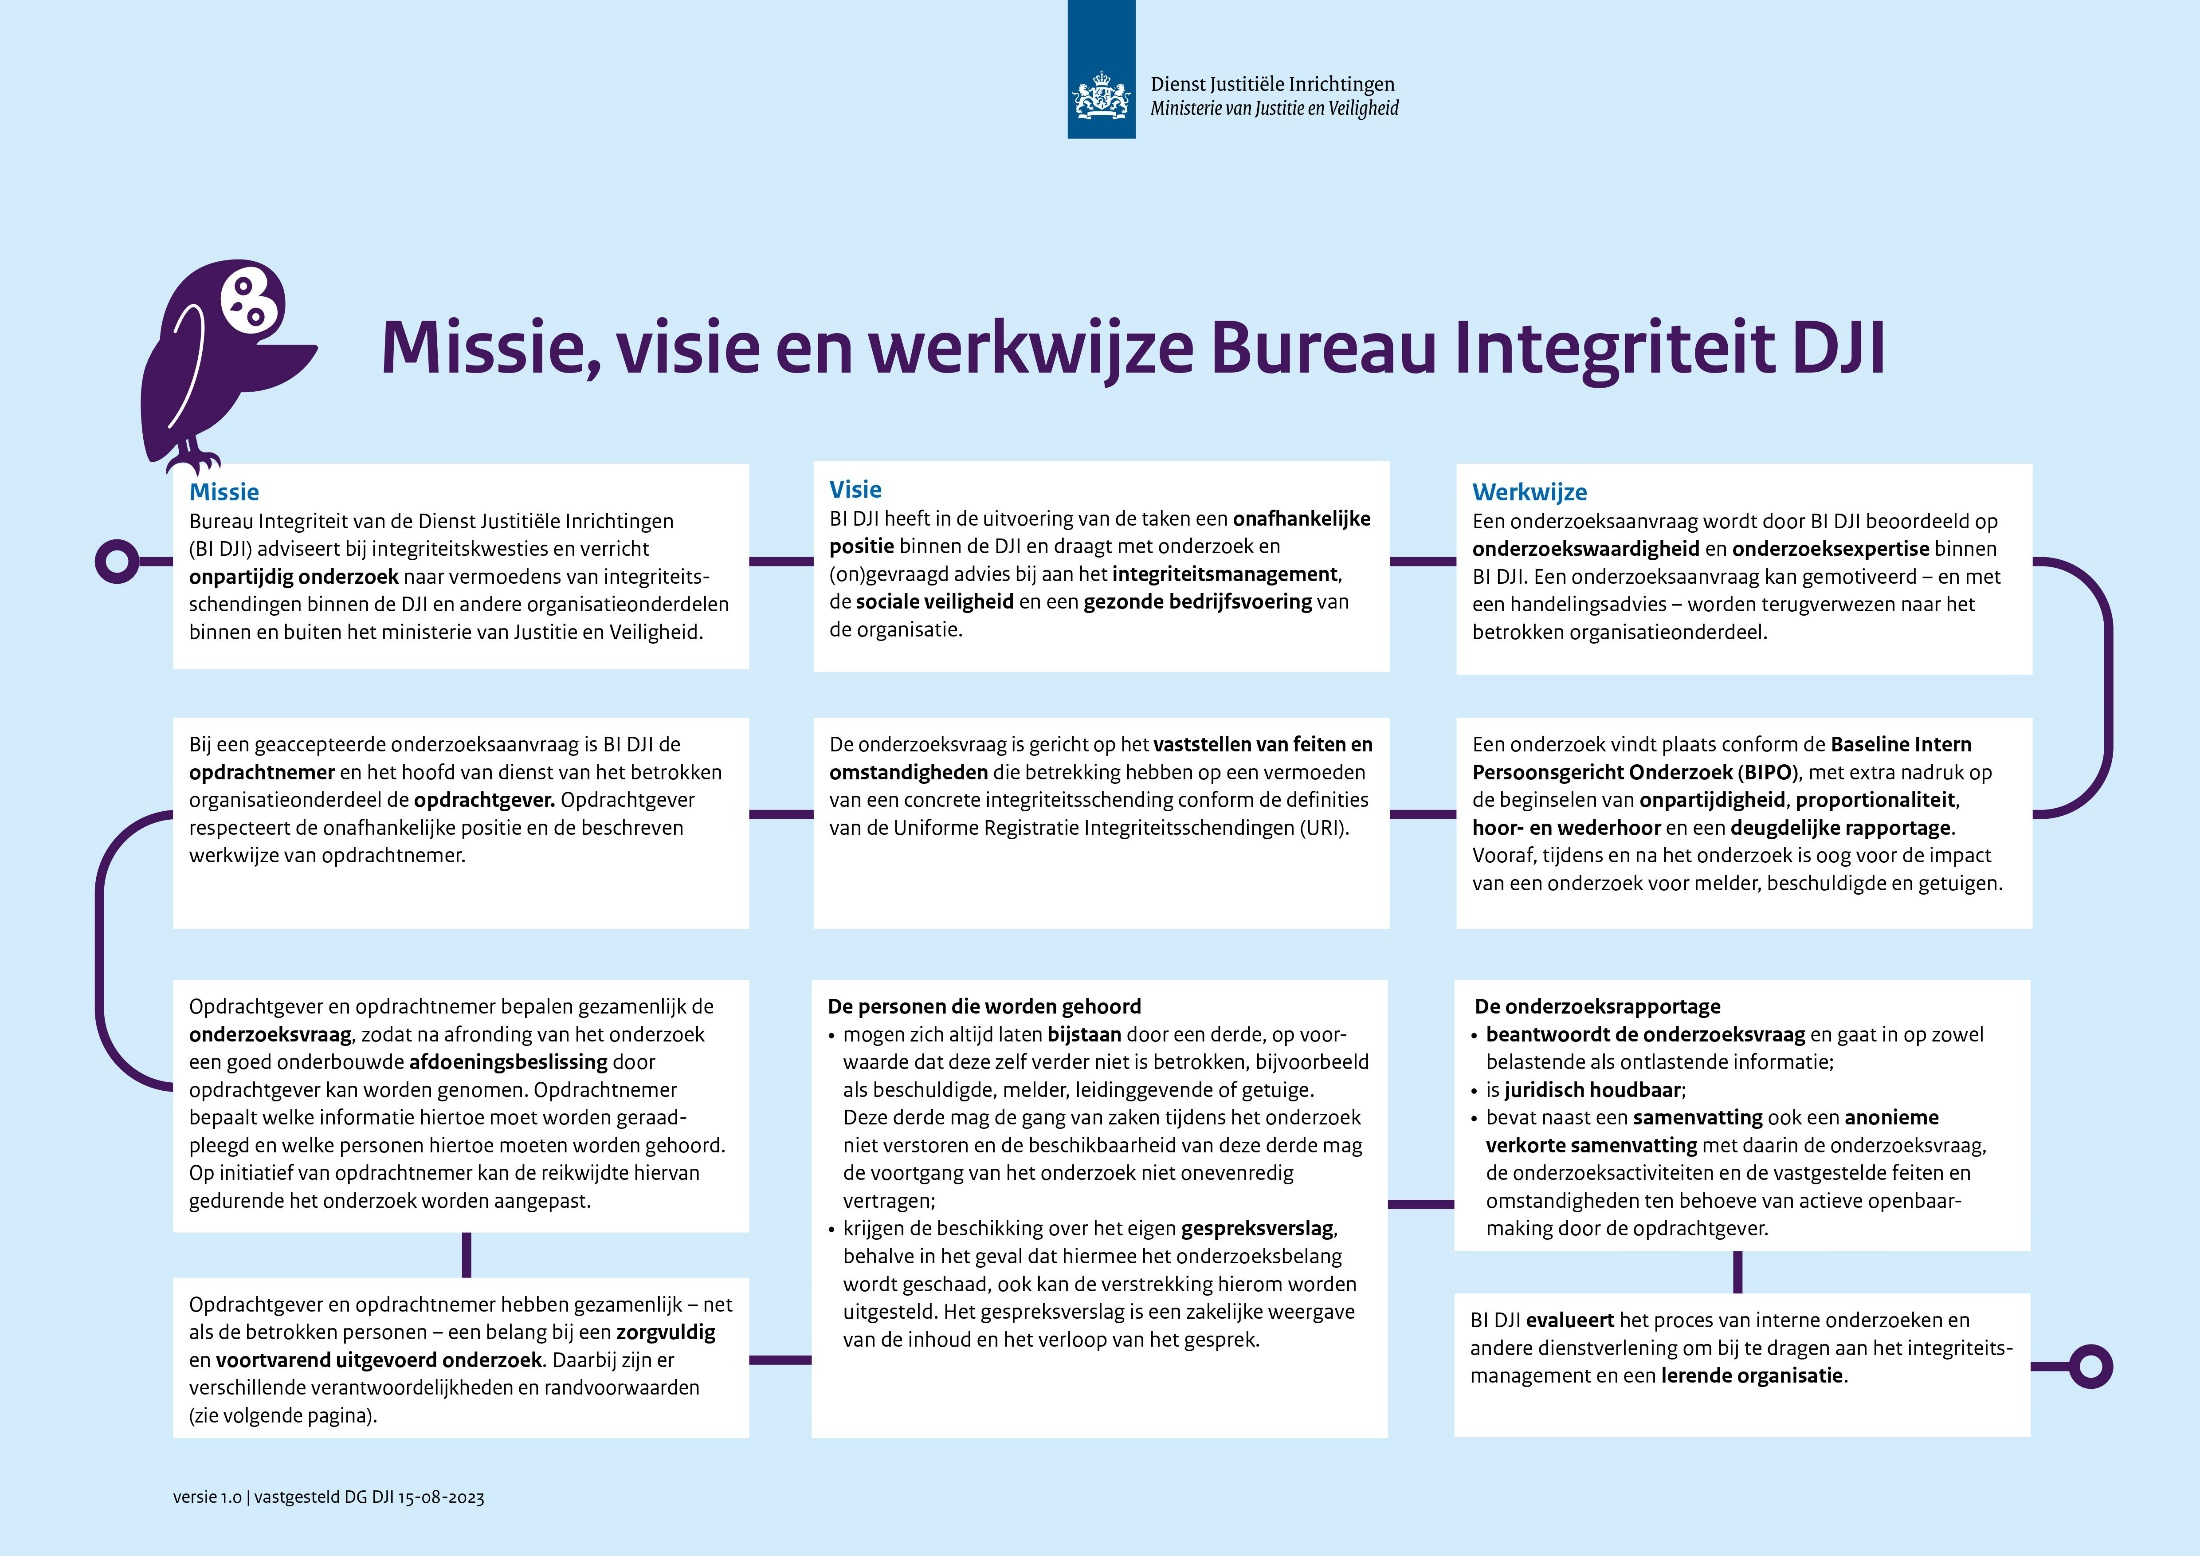 Dienst Justitiële Inrichtingen
Ministerie van Justitie en Veiligheid
Missie, visie en werkwijze Bureau Integriteit DJI
Missie
Bureau Integriteit van de Dienst Justitiële Inrichtingen
(BI DJI) adviseert bij integriteitskwesties en verricht
onpartijdig onderzoek naar vermoedens van integriteits-
schendingen binnen de DJI en andere organisatieonderdelen
binnen en buiten het ministerie van Justitie en Veiligheid.
Visie
BI DJI heeft in de uitvoering van de taken een onafhankelijke
positie binnen de DJI en draagt met onderzoek en
(on)gevraagd advies bij aan het integriteitsmanagement,
de sociale veiligheid en een gezonde bedrijfsvoering van
de organisatie.
Werkwijze
Een onderzoeksaanvraag wordt door BI DJI beoordeeld op
onderzoekswaardigheid en onderzoeksexpertise binnen
BI DJI. Een onderzoeksaanvraag kan gemotiveerd – en met
een handelingsadvies – worden terugverwezen naar het
betrokken organisatieonderdeel.
Een onderzoek vindt plaats conform de Baseline Intern
Persoonsgericht Onderzoek (BIPO), met extra nadruk op
de beginselen van onpartijdigheid, proportionaliteit,
hoor- en wederhoor en een deugdelijke rapportage.
Vooraf, tijdens en na het onderzoek is oog voor de impact
van een onderzoek voor melder, beschuldigde en getuigen.
De onderzoeksvraag is gericht op het vaststellen van feiten en
omstandigheden die betrekking hebben op een vermoeden
van een concrete integriteitsschending conform de definities
van de Uniforme Registratie Integriteitsschendingen (URI).
Bij een geaccepteerde onderzoeksaanvraag is BI DJI de
opdrachtnemer en het hoofd van dienst van het betrokken
organisatieonderdeel de opdrachtgever. Opdrachtgever
respecteert de onafhankelijke positie en de beschreven
werkwijze van opdrachtnemer.
Opdrachtgever en opdrachtnemer bepalen gezamenlijk de
onderzoeksvraag, zodat na afronding van het onderzoek
een goed onderbouwde afdoeningsbeslissing door
opdrachtgever kan worden genomen. Opdrachtnemer
bepaalt welke informatie hiertoe moet worden geraad-
pleegd en welke personen hiertoe moeten worden gehoord.
Op initiatief van opdrachtnemer kan de reikwijdte hiervan
gedurende het onderzoek worden aangepast.
Opdrachtgever en opdrachtnemer hebben gezamenlijk – net
als de betrokken personen – een belang bij een zorgvuldig
en voortvarend uitgevoerd onderzoek. Daarbij zijn er
verschillende verantwoordelijkheden en randvoorwaarden
(zie volgende pagina).
De personen die worden gehoord
• mogen zich altijd laten bijstaan door een derde, op voor-
waarde dat deze zelf verder niet is betrokken, bijvoorbeeld
als beschuldigde, melder, leidinggevende of getuige.
Deze derde mag de gang van zaken tijdens het onderzoek
niet verstoren en de beschikbaarheid van deze derde mag
de voortgang van het onderzoek niet onevenredig
vertragen;
• krijgen de beschikking over het eigen gespreksverslag,
behalve in het geval dat hiermee het onderzoeksbelang
wordt geschaad, ook kan de verstrekking hierom worden
uitgesteld. Het gespreksverslag is een zakelijke weergave
van de inhoud en het verloop van het gesprek.
De onderzoeksrapportage
• beantwoordt de onderzoeksvraag en gaat in op zowel
belastende als ontlastende informatie;
• is juridisch houdbaar;
• bevat naast een samenvatting ook een anonieme
verkorte samenvatting met daarin de onderzoeksvraag,
de onderzoeksactiviteiten en de vastgestelde feiten en
omstandigheden ten behoeve van actieve openbaar-
making door de opdrachtgever.
BI DJI evalueert het proces van interne onderzoeken en
andere dienstverlening om bij te dragen aan het integriteits-
management en een lerende organisatie.
versie 1.0 | vastgesteld DG DJI 15-08-2023